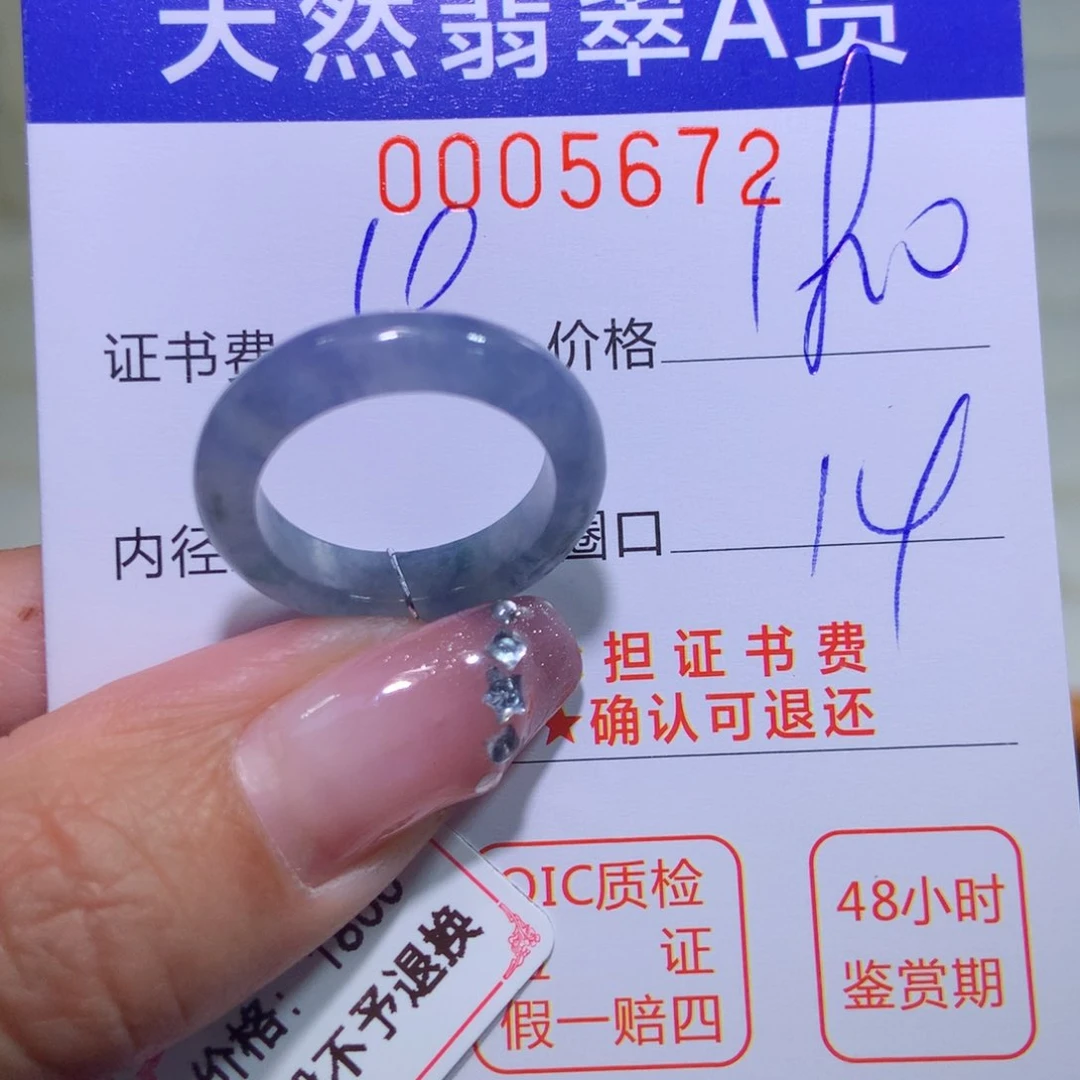 天然翡翠A货
0005672
证书费 10 价格
内径 圈口 14
担证书费
★确认可退还
QIC质检
证
假一赔四
48小时
鉴赏期
价格:
不予退换